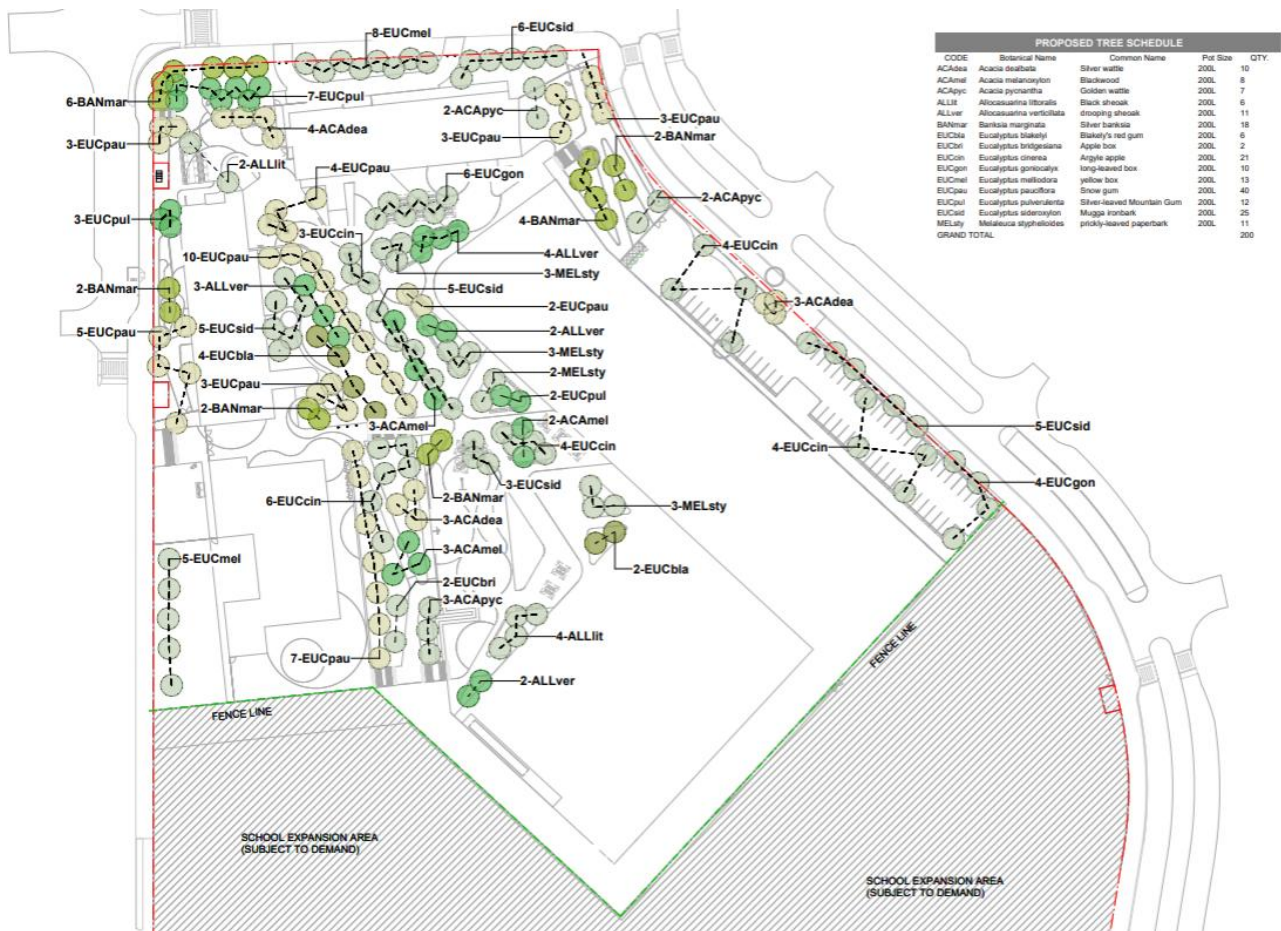 PROPOSED TREE SCHEDULE
CODE Botanical Name Common Name Pot Size QTY.
ACAdea Acacia dealbata Silver wattle 200L 10
ACAmel Acacia melanoxylon Blackwood 200L 8
ACApyc Acacia pycnantha Golden wattle 200L 7
ALLlit Allocasuarina littoralis Black sheoak 200L 6
ALLver Allocasuarina verticillata drooping sheoak 200L 11
BANmar Banksia marginata Silver banksia 200L 18
EUCbla Eucalyptus blakelyi Blakely's red gum 200L 6
EUCbri Eucalyptus bridgesiana Apple box 200L 2
EUCcin Eucalyptus cinerea Argyle apple 200L 21
EUCgon Eucalyptus goniocalyx long-leaved box 200L 10
EUCmel Eucalyptus melliodora yellow box 200L 13
EUCpau Eucalyptus pauciflora Snow gum 200L 40
EUCpul Eucalyptus pulverulenta Silver-leaved Mountain Gum 200L 12
EUCsid Eucalyptus sideroxylon Mugga ironbark 200L 25
MELsty Melaleuca styphelioides prickly-leaved paperbark 200L 11
GRAND TOTAL 200
6-EUCsid
8-EUCmel
7-EUCpul
6-BANmar
2-ACApyc
3-EUCpau
2-BANmar
4-ACAdea
3-EUCpau
3-EUCpau
2-ALLlit
4-EUCpau
6-EUCgon
2-ACApyc
3-EUCpul
4-BANmar
3-EUCcin
4-EUCcin
10-EUCpau
4-ALLver
3-MELsty
3-ALLver
2-BANmar
5-EUCsid
3-ACAdea
2-EUCpau
5-EUCpau
5-EUCsid
2-ALLver
3-MELsty
4-EUCbla
2-MELsty
3-EUCpau
2-EUCpul
2-BANmar
2-ACAmel
3-ACAmel
5-EUCsid
4-EUCcin
4-EUCcin
3-EUCsid
4-EUCgon
2-BANmar
6-EUCcin
3-MELsty
3-ACAdea
3-ACAmel
5-EUCmel
2-EUCbla
2-EUCbri
3-ACApyc
4-ALLlit
7-EUCpau
2-ALLver
FENCE LINE
FENCE LINE
SCHOOL EXPANSION AREA
(SUBJECT TO DEMAND)
SCHOOL EXPANSION AREA
(SUBJECT TO DEMAND)